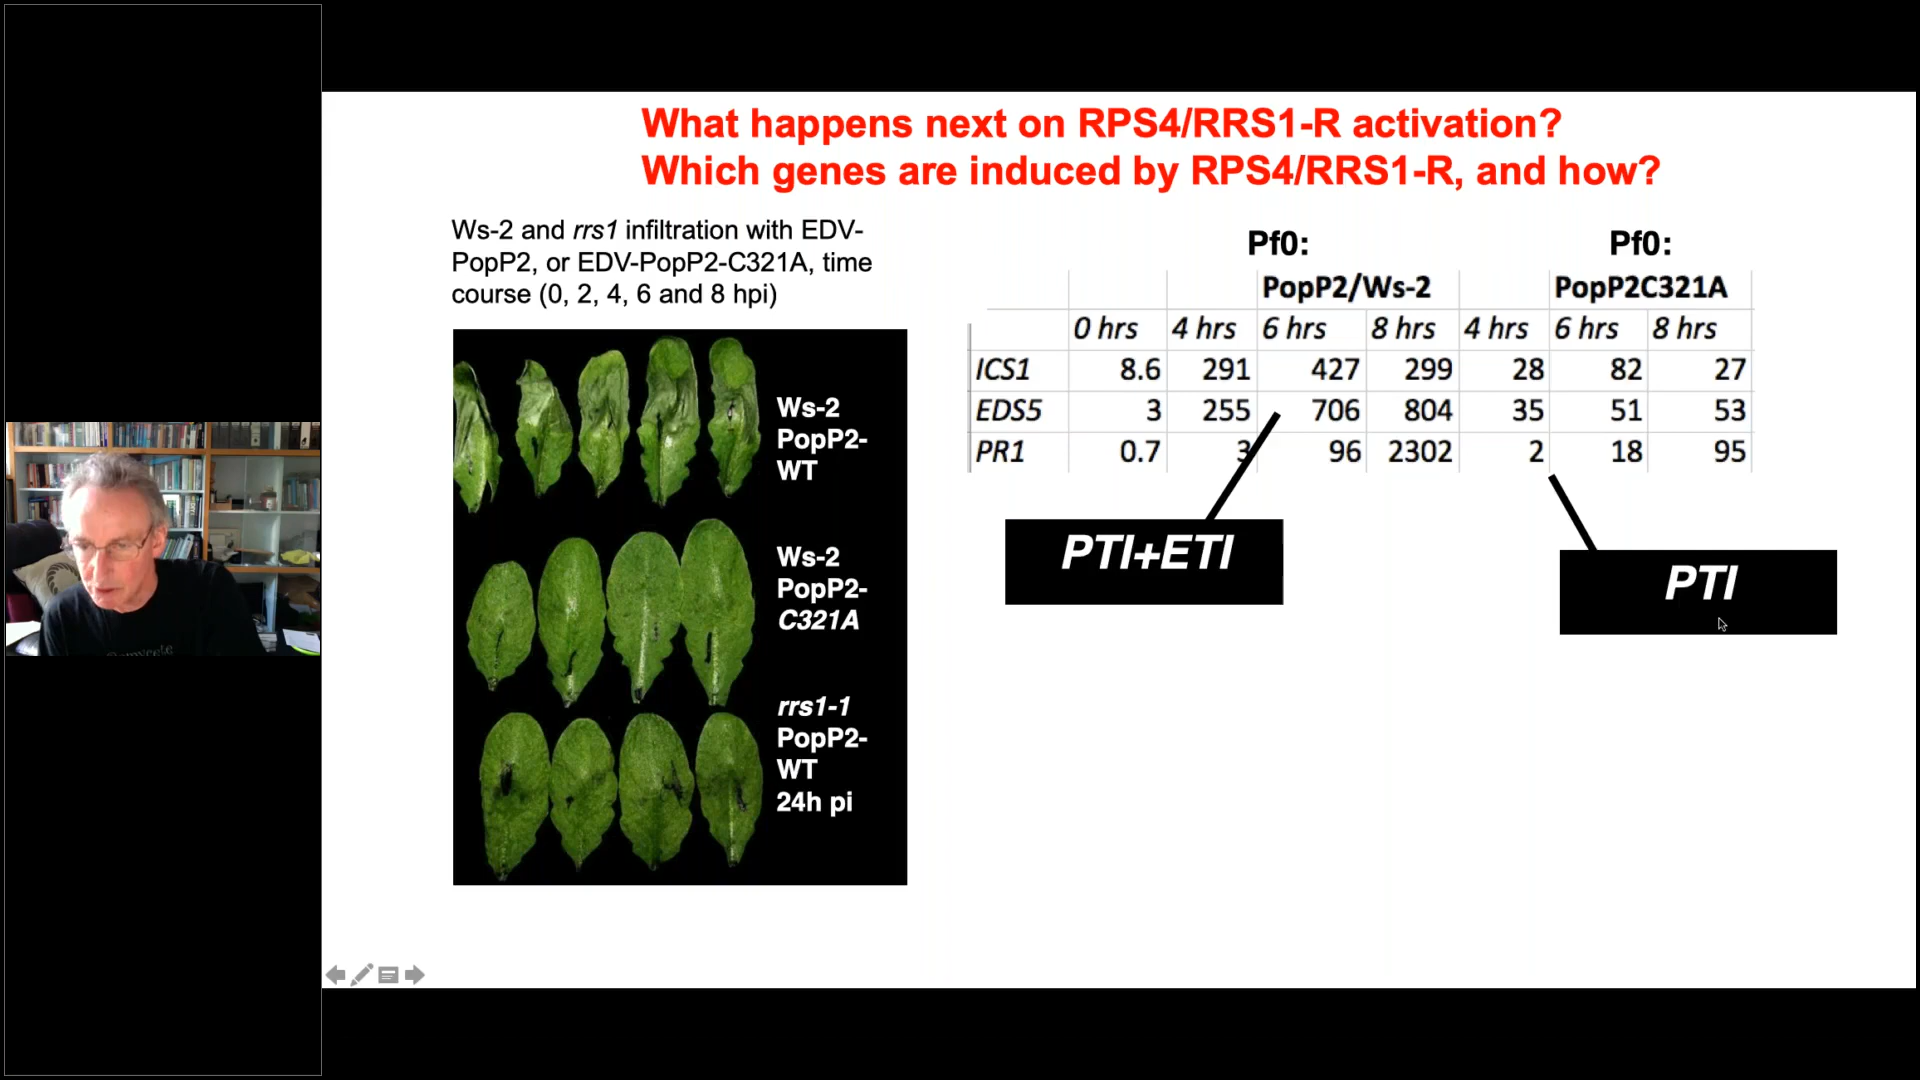 What happens next on RPS4/RRS1-R activation?
Which genes are induced by RPS4/RRS1-R, and how?
Ws-2 and rrs1 infiltration with EDV-
PopP2, or EDV-PopP2-C321A, time
course (0, 2, 4, 6 and 8 hpi)
Ws-2
PopP2-
WT
Ws-2
PopP2-
C321A
rrs1-1
PopP2-
WT
24h pi
Pf0: Pf0:
PopP2/Ws-2 PopP2C321A
0 hrs 4 hrs 6 hrs 8 hrs 4 hrs 6 hrs 8 hrs
ICS1 8.6 291 427 299 28 82 27
EDS5 3 255 706 804 35 51 53
PR1 0.7 3 96 2302 2 18 95
PTI+ETI
PTI